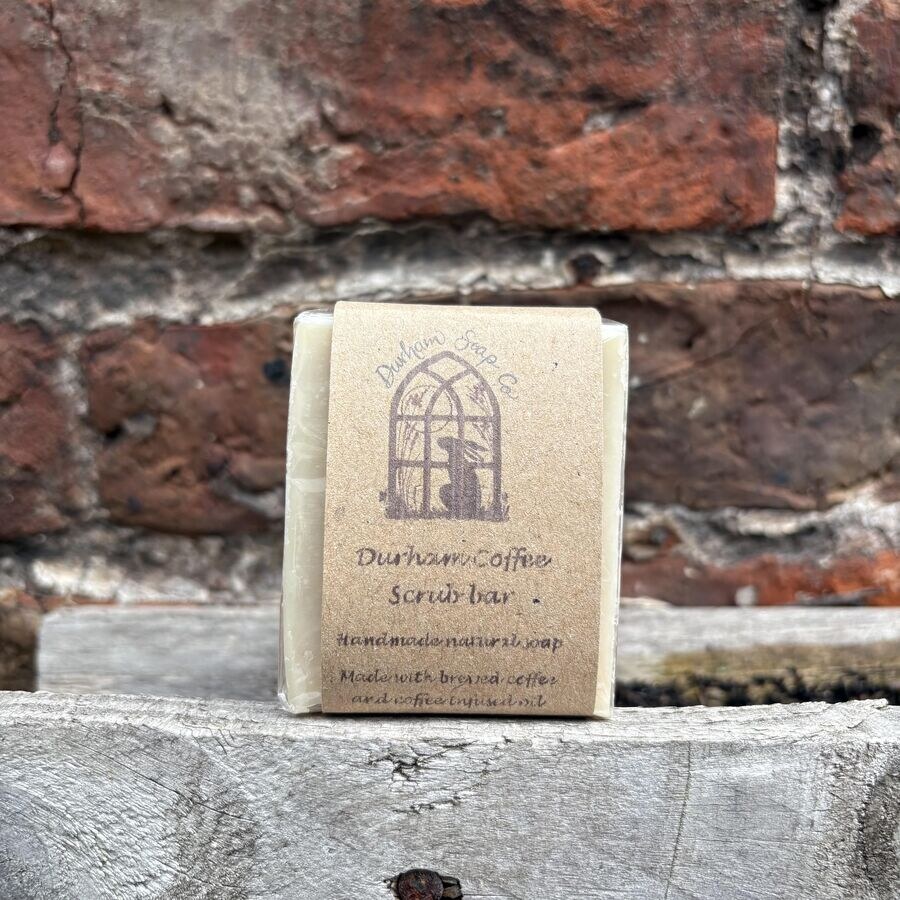 Durham Soap Co
Durham Coffee
Scrub bar .
Handmade natural soap
Made with brewed coffee
and coffee infused oil